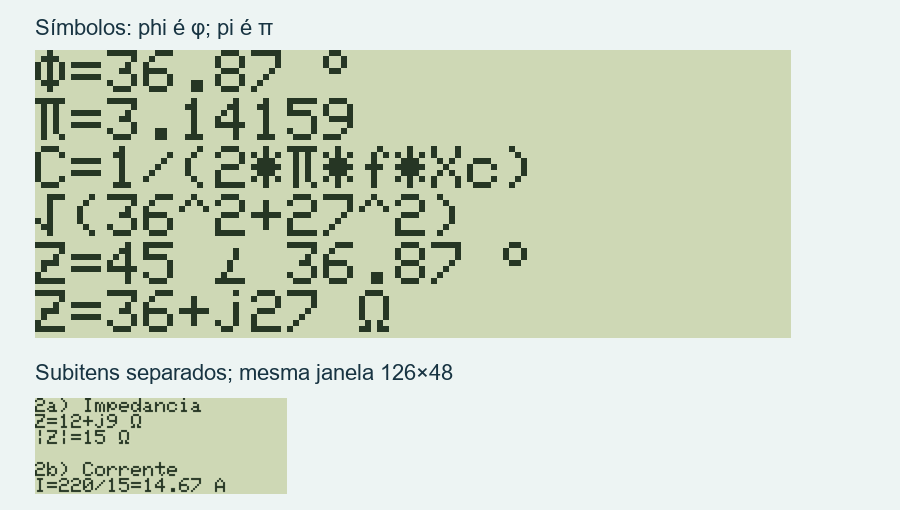 Símbolos: phi é φ; pi é π
Φ=36.87 °
π=3.14159
C=1/(2*π*f*Xc)
√(36^2+27^2)
Z=45 ∠ 36.87 °
Z=36+j27 Ω
Subitens separados; mesma janela 126×48
2a) Impedancia
Z=12+j9 Ω
¦Z¦=15 Ω
2b) Corrente
I=220/15=14.67 A